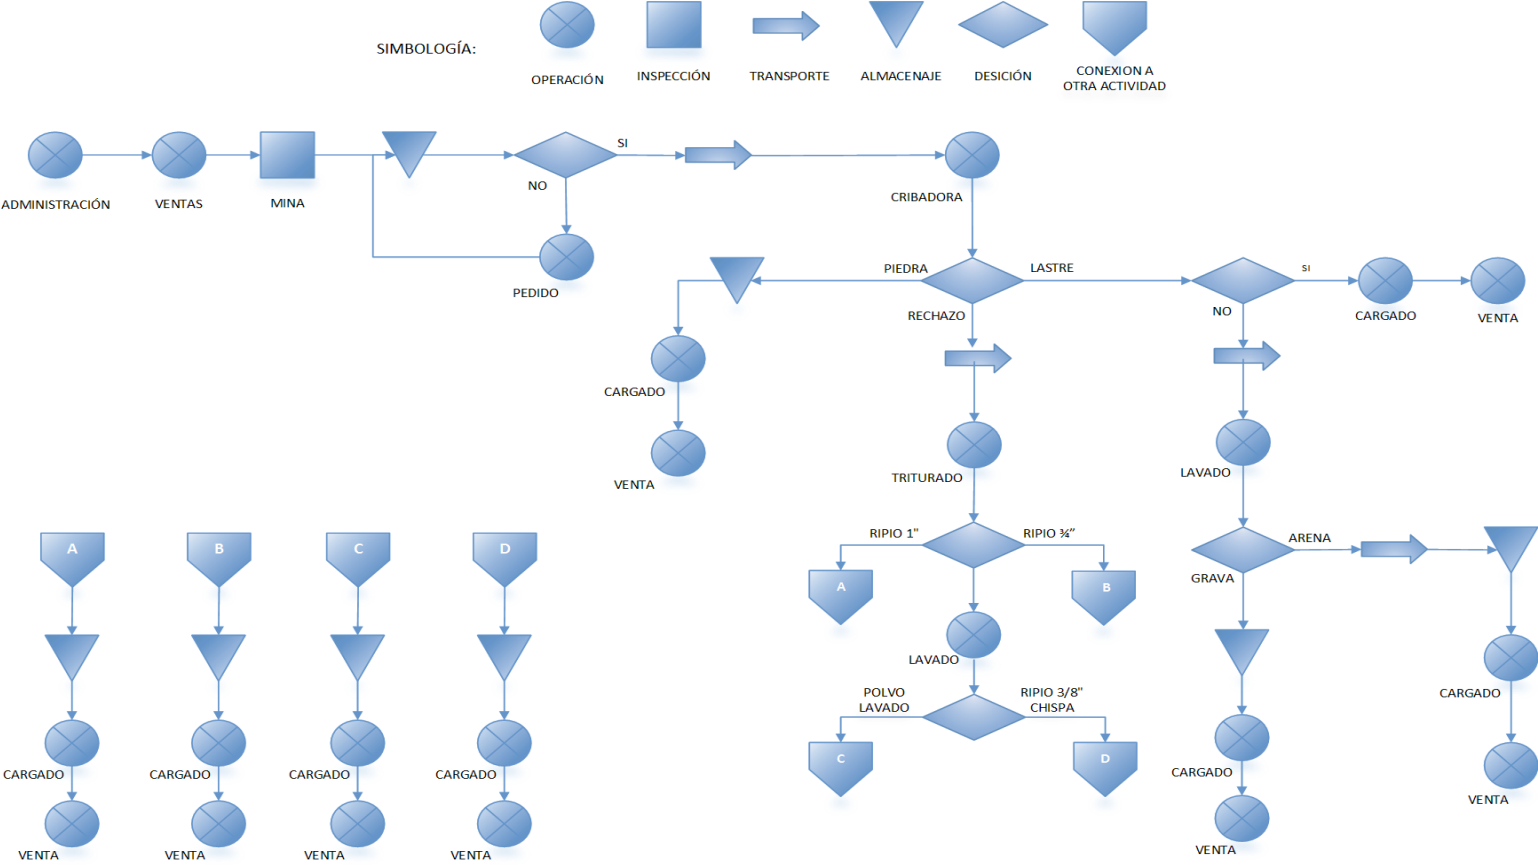 SIMBOLOGÍA:
OPERACIÓN
INSPECCIÓN
TRANSPORTE
ALMACENAJE
DESICIÓN
CONEXION A
OTRA ACTIVIDAD
ADMINISTRACIÓN
VENTAS
MINA
SI
NO
PEDIDO
CRIBADORA
PIEDRA
LASTRE
RECHAZO
SI
NO
CARGADO
VENTA
CARGADO
VENTA
TRITURADO
LAVADO
RIPIO 1"
RIPIO ¾"
A
B
LAVADO
POLVO
LAVADO
RIPIO 3/8"
CHISPA
C
D
ARENA
GRAVA
CARGADO
VENTA
CARGADO
VENTA
A
B
C
D
CARGADO
CARGADO
CARGADO
CARGADO
VENTA
VENTA
VENTA
VENTA